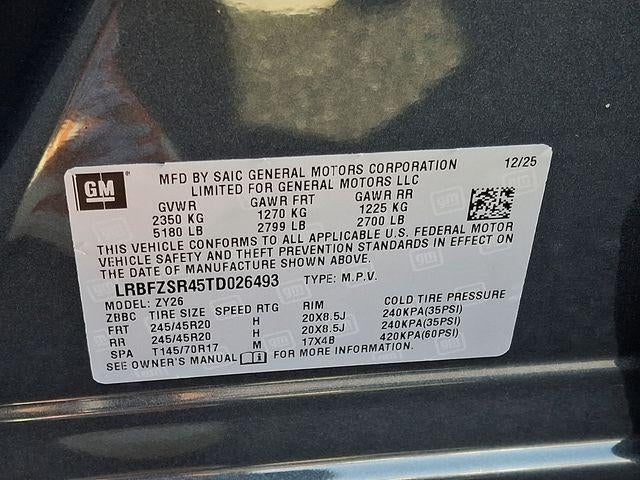 GM
MFD BY SAIC GENERAL MOTORS CORPORATION 12/25
LIMITED FOR GENERAL MOTORS LLC
GVWR GAWR FRT GAWR RR
2350 KG 1270 KG 1225 KG
5180 LB 2799 LB 2700 LB
THIS VEHICLE CONFORMS TO ALL APPLICABLE U.S. FEDERAL MOTOR
VEHICLE SAFETY AND THEFT PREVENTION STANDARDS IN EFFECT ON
THE DATE OF MANUFACTURE SHOWN ABOVE.
LRBFZSR45TD026493 TYPE: M.P.V.
MODEL: ZY26
ZBBC TIRE SIZE SPEED RTG RIM COLD TIRE PRESSURE
FRT 245/45R20 H 20X8.5J 240KPA(35PSI)
RR 245/45R20 H 20X8.5J 240KPA(35PSI)
SPA T145/70R17 M 17X4B 420KPA(60PSI)
SEE OWNER'S MANUAL FOR MORE INFORMATION.